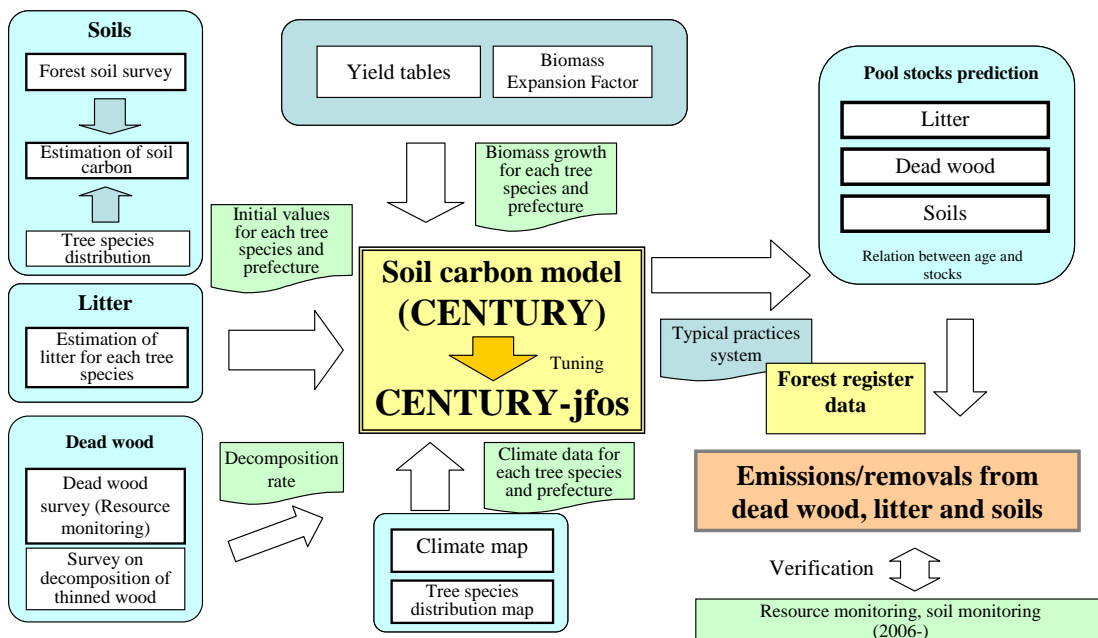 Soils
Forest soil survey
Estimation of soil
carbon
Tree species
distribution
Litter
Estimation of
litter for each tree
species
Dead wood
Dead wood
survey (Resource
monitoring)
Survey on
decomposition of
thinned wood
Yield tables
Biomass
Expansion Factor
Biomass growth
for each tree
species and
prefecture
Initial values
for each tree
species and
prefecture
Soil carbon model
(CENTURY)
Tuning
CENTURY-jfos
Decomposition
rate
Climate data for
each tree species
and prefecture
Climate map
Tree species
distribution map
Pool stocks prediction
Litter
Dead wood
Soils
Relation between age and
stocks
Typical practices
system
Forest register
data
Emissions/removals from
dead wood, litter and soils
Verification
Resource monitoring, soil monitoring
(2006-)